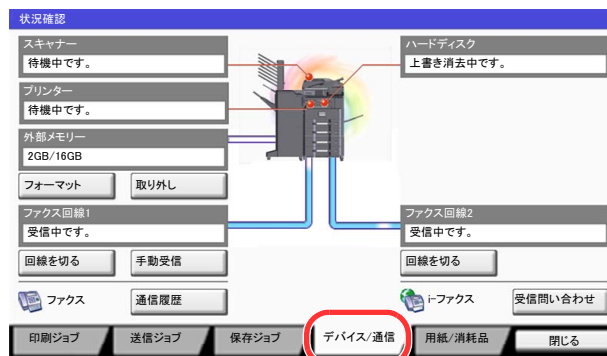 状況確認
スキャナー
待機中です。
プリンター
待機中です。
外部メモリー
2GB/16GB
フォーマット 取り外し
ハードディスク
上書き消去中です。
ファクス回線1
受信中です。
回線を切る 手動受信
ファクス 通信履歴
ファクス回線2
受信中です。
回線を切る
i-ファクス 受信問い合わせ
印刷ジョブ 送信ジョブ 保存ジョブ デバイス/通信 用紙/消耗品 閉じる